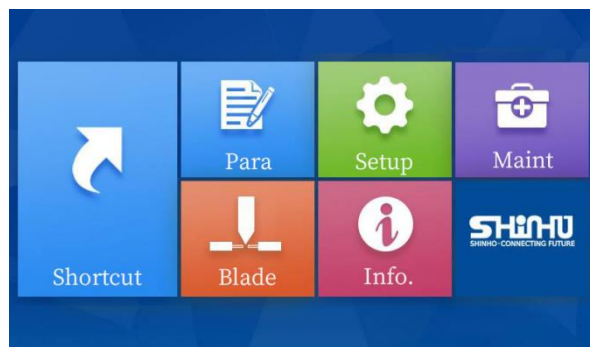 Shortcut
Para
Setup
Maint
Blade
Info.
SHiNHO
SHINHO-CONNECTING FUTURE